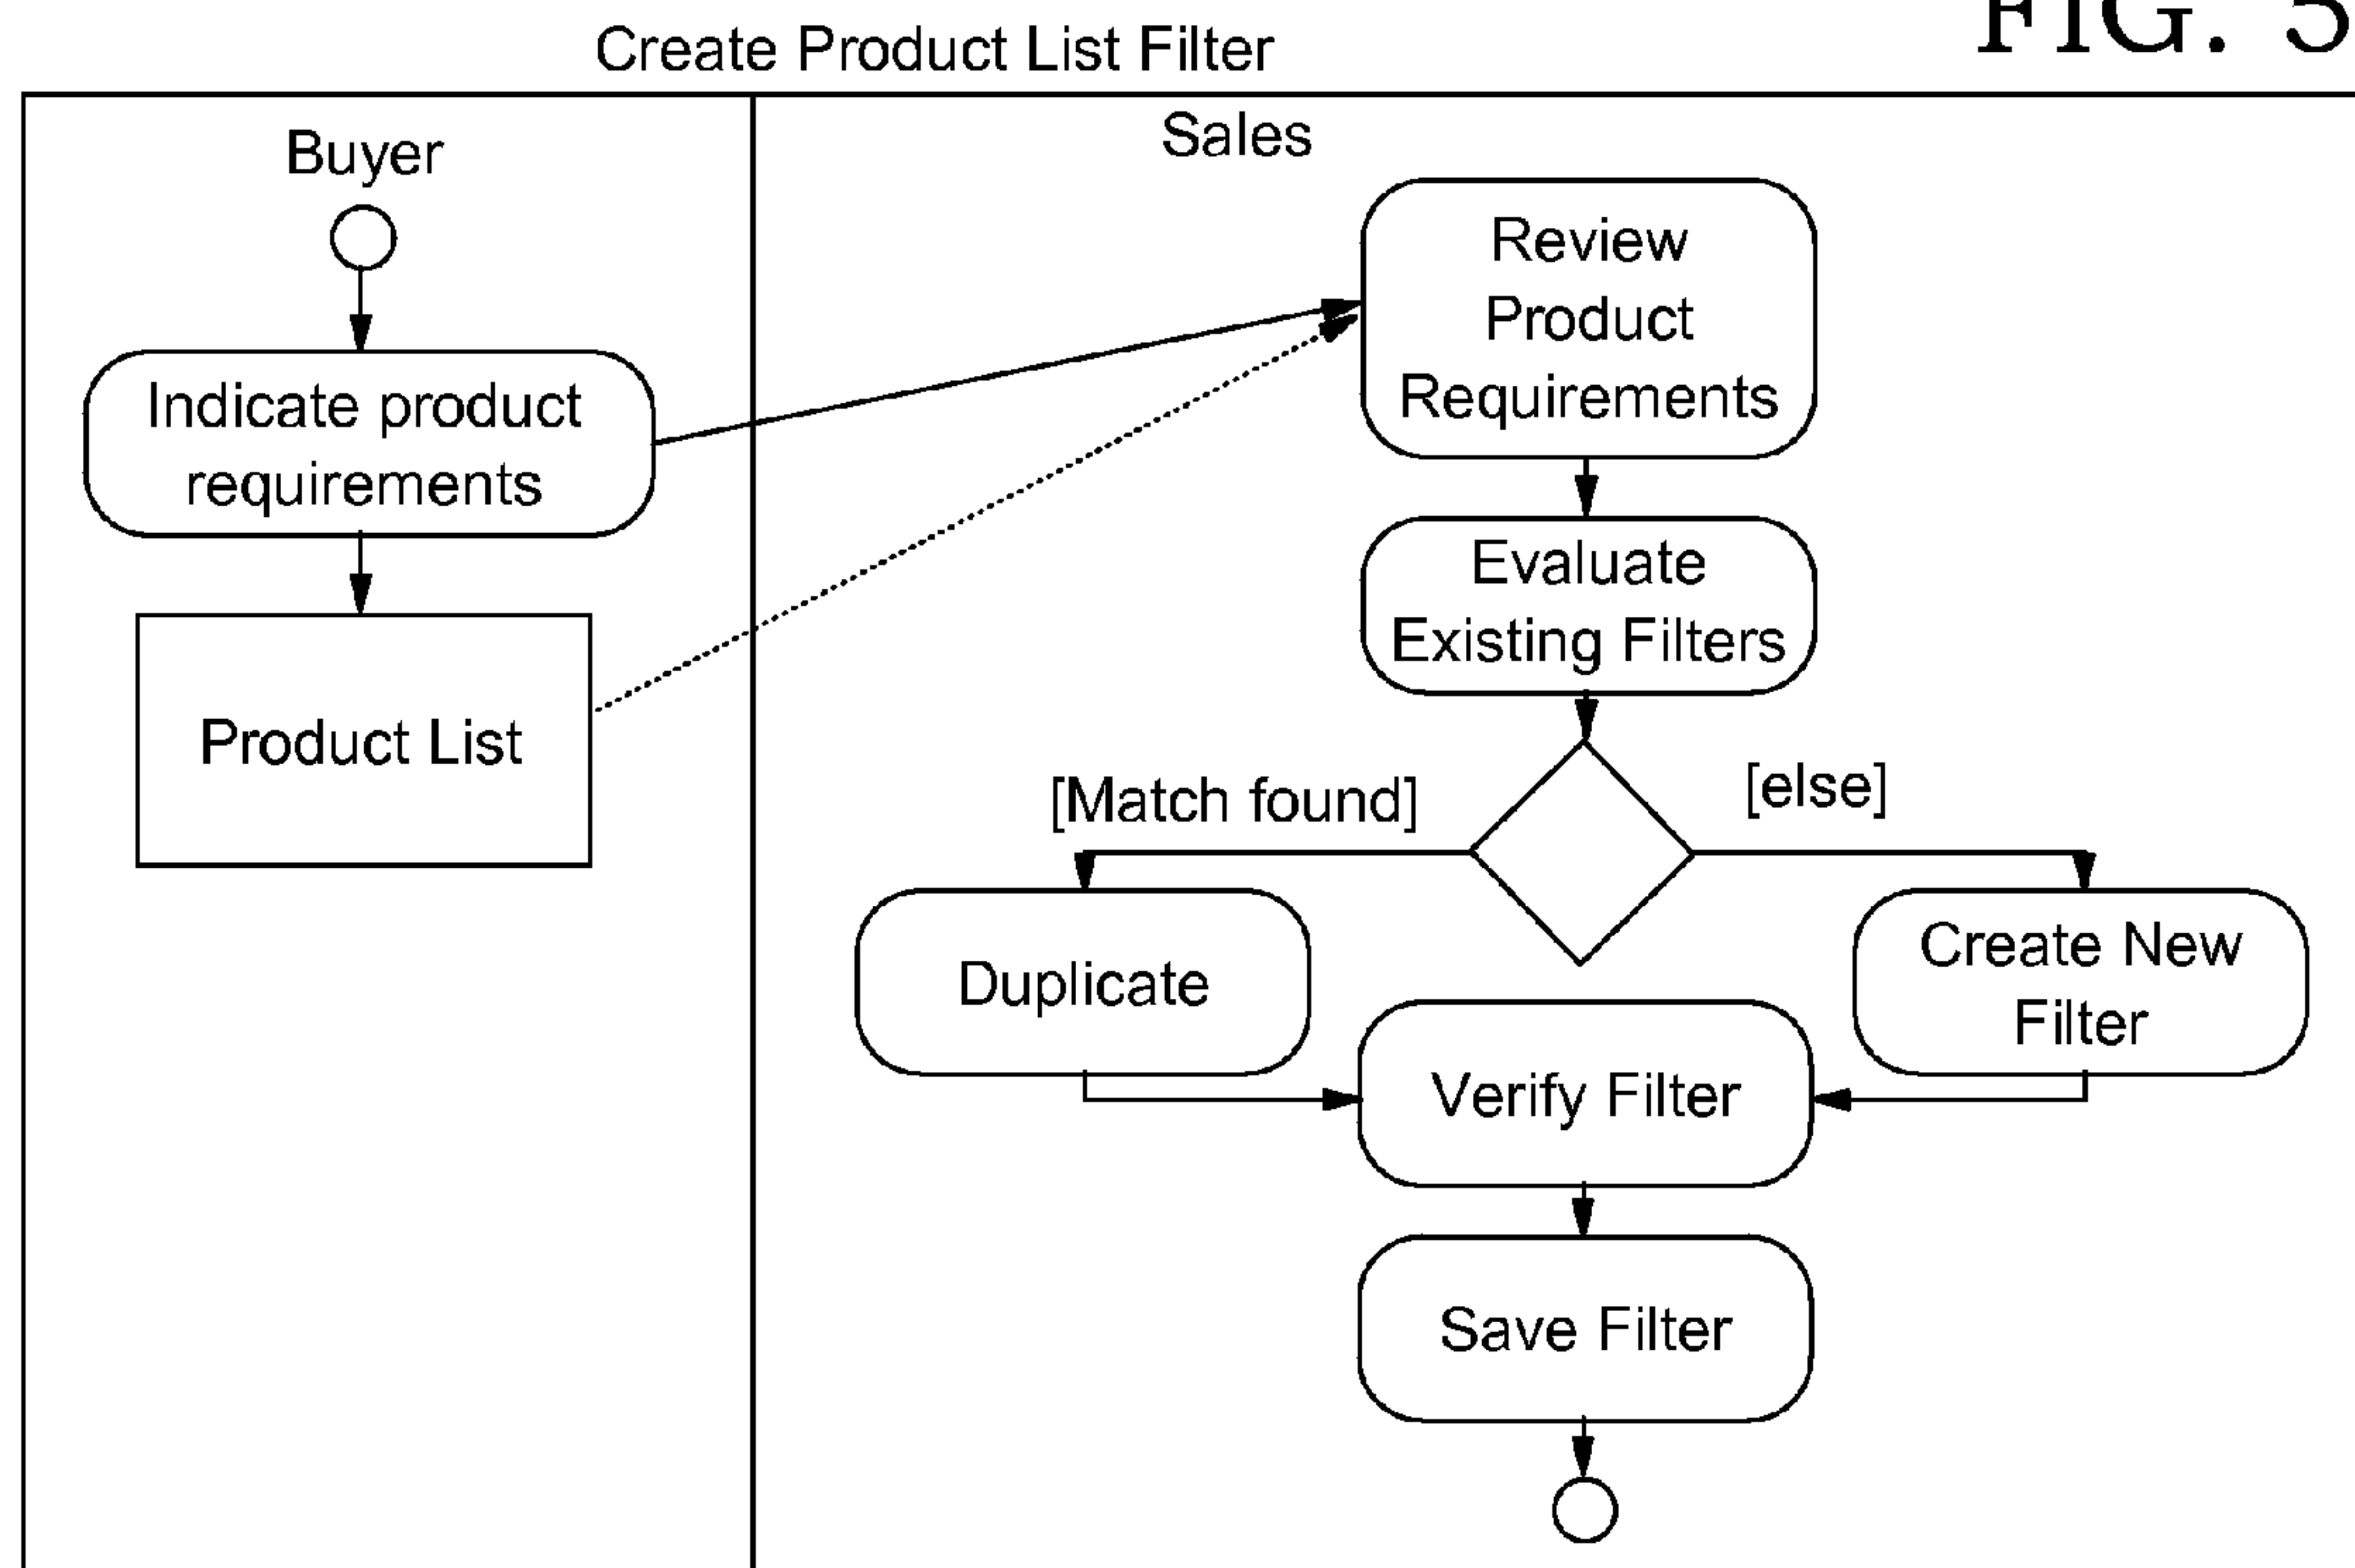 FIG. 5
Create Product List Filter
Buyer
Sales
Indicate product
requirements
Product List
Review
Product
Requirements
Evaluate
Existing Filters
[Match found]
[else]
Duplicate
Create New
Filter
Verify Filter
Save Filter